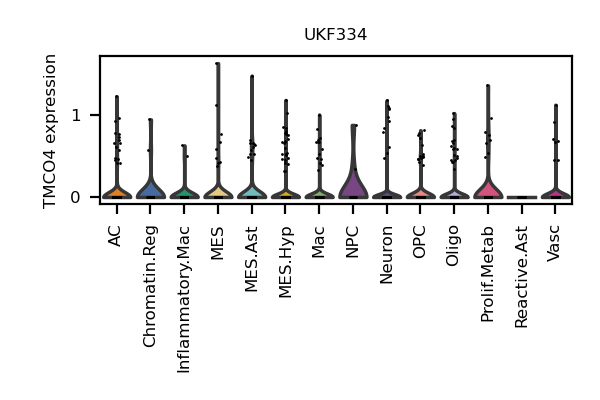 UKF334
TMCO4 expression
1
0
AC
Chromatin.Reg
Inflammatory.Mac
MES
MES.Ast
MES.Hyp
Mac
NPC
Neuron
OPC
Oligo
Prolif.Metab
Reactive.Ast
Vasc